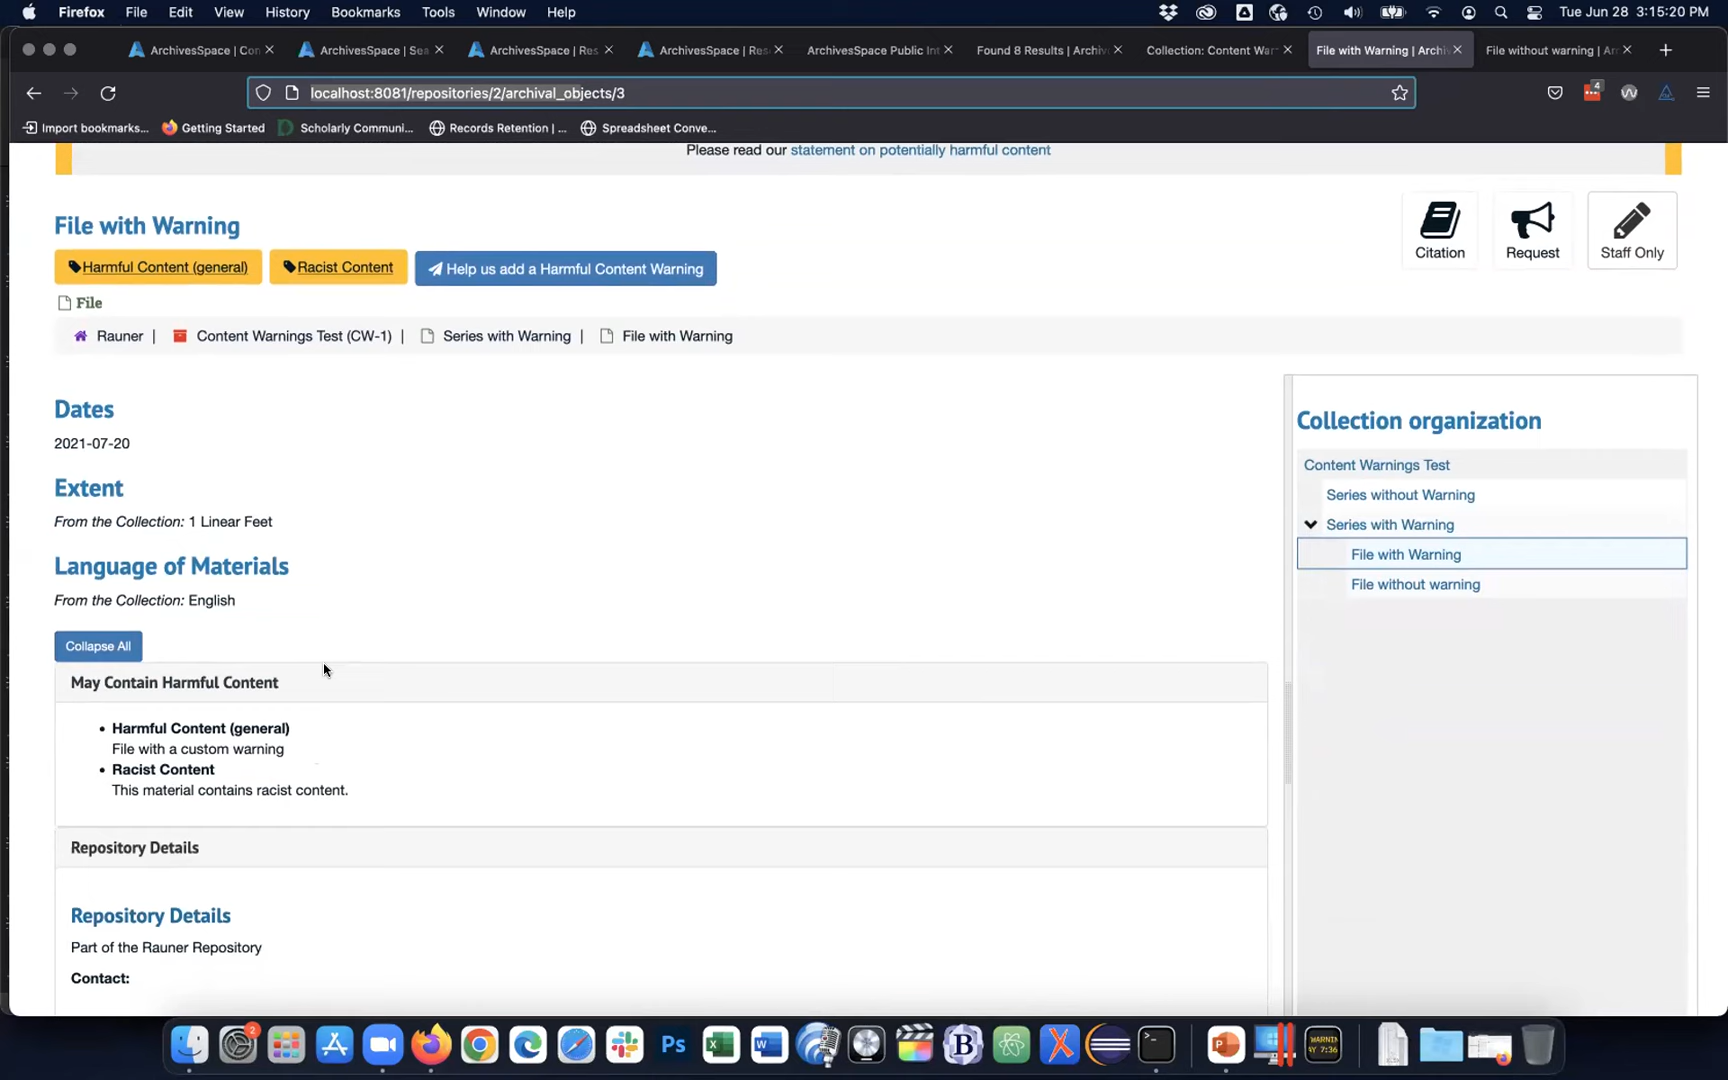 Firefox File Edit View History Bookmarks Tools Window Help Tue Jun 28 3:15:20 PM
ArchivesSpace | Con ArchivesSpace | Sea ArchivesSpace | Res ArchivesSpace | Res ArchivesSpace Public Int Found 8 Results | Archiv Collection: Content War File with Warning | Archi File without warning | Ar
localhost:8081/repositories/2/archival_objects/3 4
Import bookmarks... Getting Started Scholarly Communi... Records Retention | ... Spreadsheet Conve...
Please read our statement on potentially harmful content
File with Warning
Harmful Content (general) Racist Content Help us add a Harmful Content Warning
Citation Request Staff Only
File
Rauner | Content Warnings Test (CW-1) | Series with Warning | File with Warning
Dates
2021-07-20
Extent
From the Collection: 1 Linear Feet
Language of Materials
From the Collection: English
Collapse All
May Contain Harmful Content
• Harmful Content (general)
File with a custom warning
• Racist Content
This material contains racist content.
Repository Details
Repository Details
Part of the Rauner Repository
Contact:
Collection organization
Content Warnings Test
Series without Warning
Series with Warning
File with Warning
File without warning
2 Ps X W B P WARNIN
AY 7:36